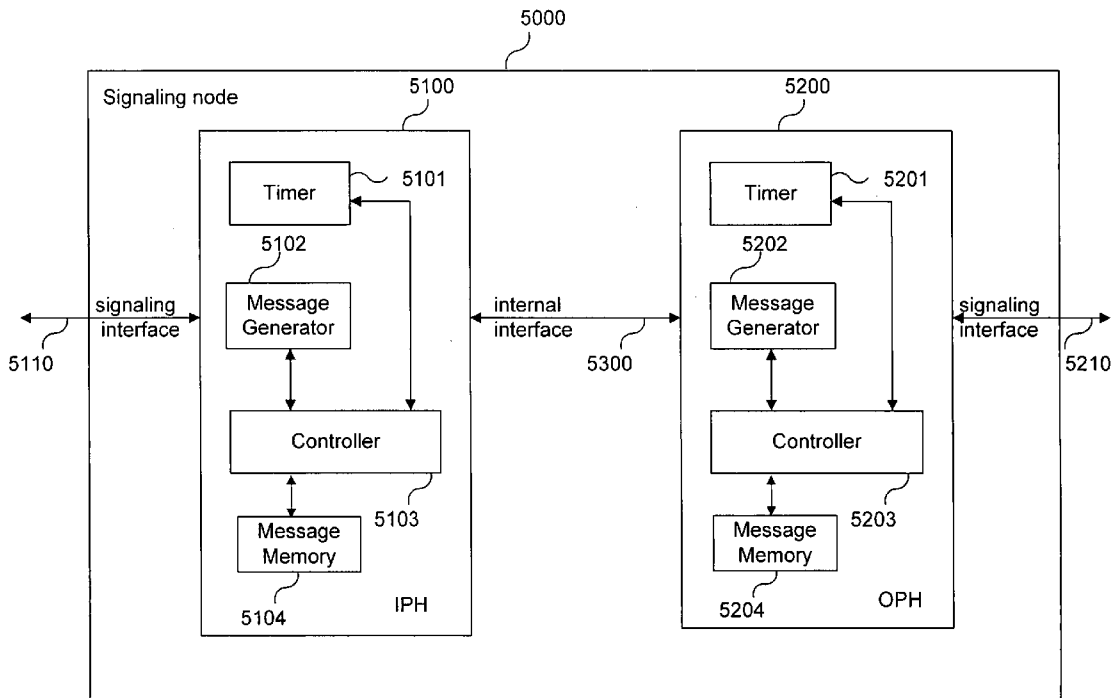 5000
Signaling node
5100
5200
Timer
5101
Timer
5201
5102
5202
signaling
interface
Message
Generator
internal
interface
Message
Generator
signaling
interface
5110
5300
5210
Controller
Controller
5103
5203
Message
Memory
Message
Memory
5104
IPH
5204
OPH